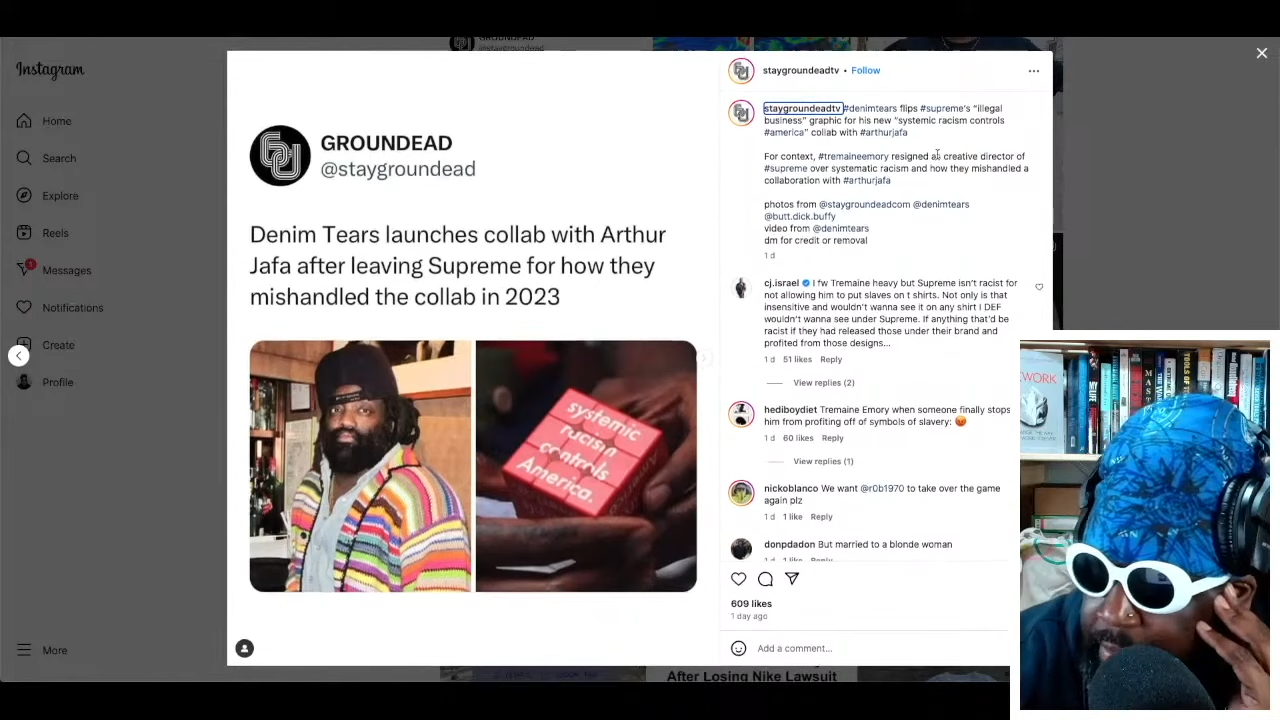 GROUNDEAD
Instagram
Home
Search
Explore
Reels
1
Messages
Notifications
Create
Profile
More
GROUNDEAD
@staygroundead
Denim Tears launches collab with Arthur
Jafa after leaving Supreme for how they
mishandled the collab in 2023
systemic
racism
controls
America.
staygroundeadtv • Follow
staygroundeadtv #denimtears flips #supreme's "illegal
business" graphic for his new "systemic racism controls
#america" collab with #arthurjafa
For context, #tremaineemory resigned as creative director of
#supreme over systematic racism and how they mishandled a
collaboration with #arthurjafa
photos from @staygroundeadcom @denimtears
@butt.dick.buffy
video from @denimtears
dm for credit or removal
1 d
cj.israel I fw Tremaine heavy but Supreme isn't racist for
not allowing him to put slaves on t shirts. Not only is that
insensitive and wouldn't wanna see it on any shirt I DEF
wouldn't wanna see under Supreme. If anything that'd be
racist if they had released those under their brand and
profited from those designs...
1 d 51 likes Reply
View replies (2)
hediboydiet Tremaine Emory when someone finally stops
him from profiting off of symbols of slavery: 😡
1 d 60 likes Reply
View replies (1)
nickoblanco We want @r0b1970 to take over the game
again plz
1 d 1 like Reply
donpdadon But married to a blonde woman
1 d 1 like Reply
609 likes
1 day ago
Add a comment...
After Losing Nike Lawsuit
WORK
TOOLS OF